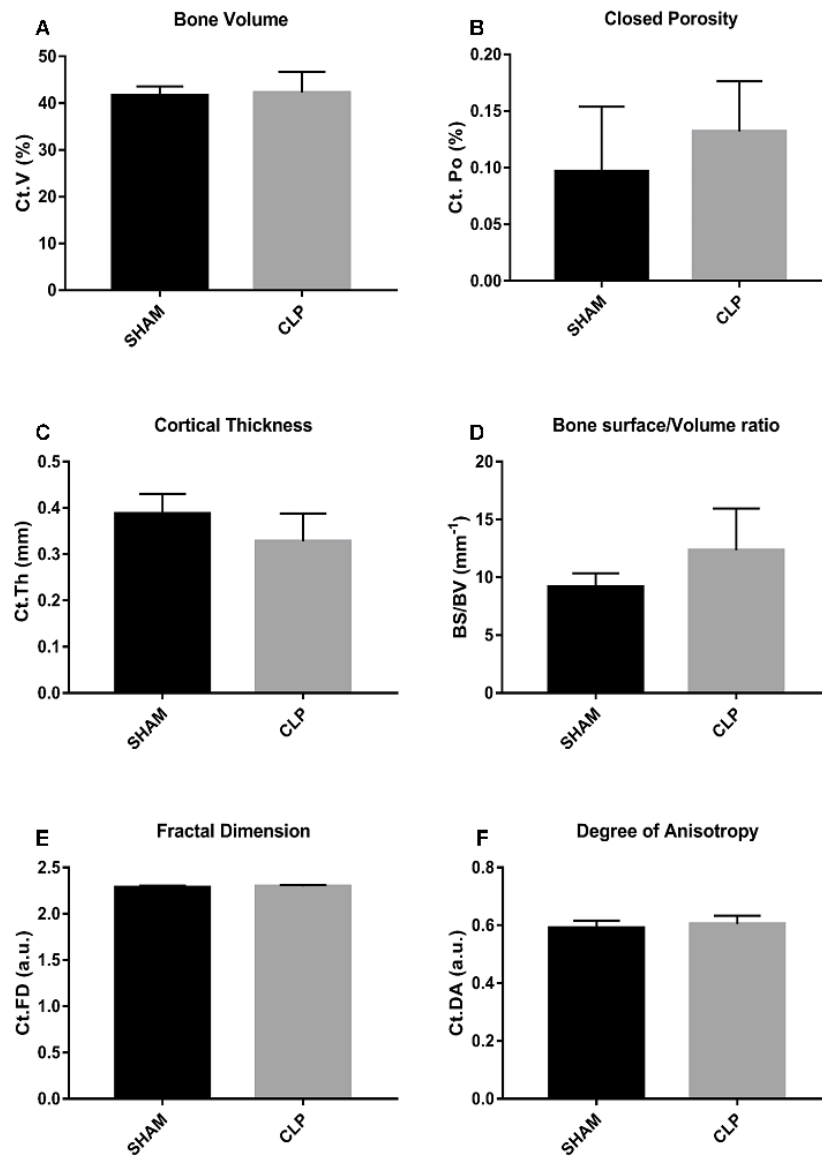 A
Bone Volume
Ct.V (%)
50
40
30
20
10
0
SHAM
CLP
B
Closed Porosity
Ct. Po (%)
0.20
0.15
0.10
0.05
0.00
SHAM
CLP
C
Cortical Thickness
Ct.Th (mm)
0.5
0.4
0.3
0.2
0.1
0.0
SHAM
CLP
D
Bone surface/Volume ratio
BS/BV (mm⁻¹)
20
15
10
5
0
SHAM
CLP
E
Fractal Dimension
Ct.FD (a.u.)
2.5
2.0
1.5
1.0
0.5
0.0
SHAM
CLP
F
Degree of Anisotropy
Ct.DA (a.u.)
0.8
0.6
0.4
0.2
0.0
SHAM
CLP